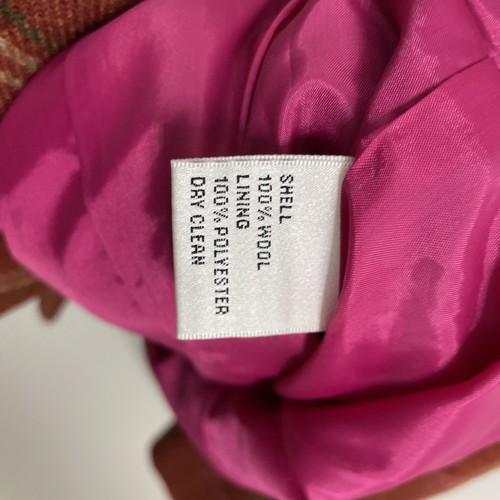 SHELL
100% WOOL
LINING
100% POLYESTER
DRY CLEAN